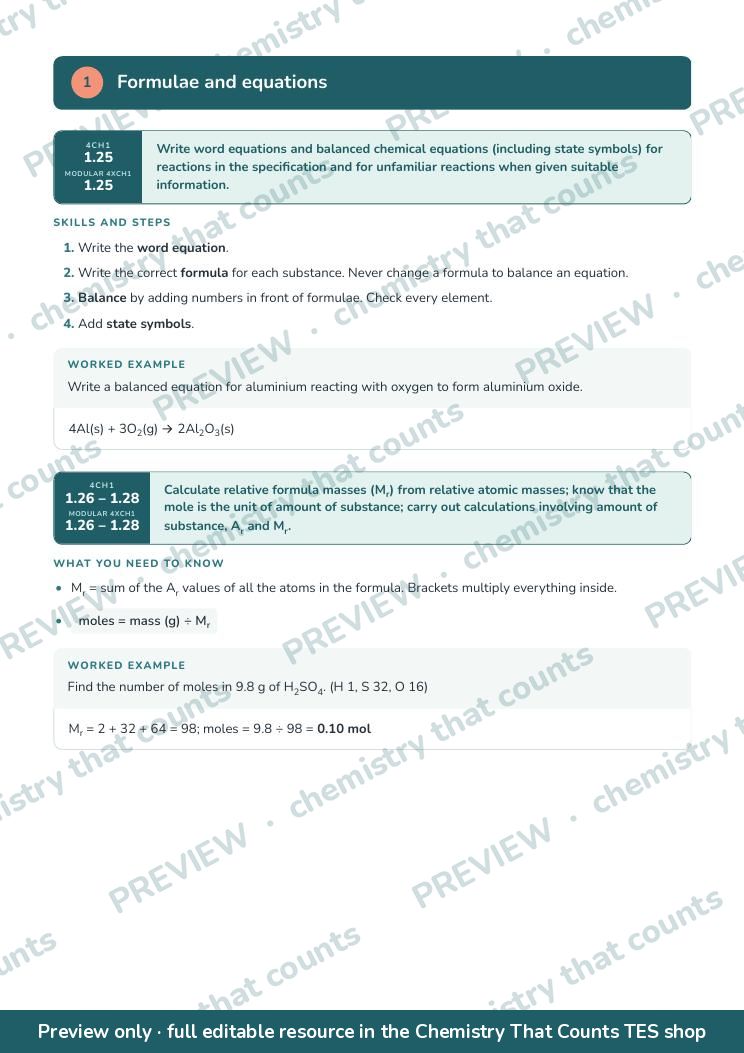 1 Formulae and equations
4CH1
1.25
MODULAR 4XCH1
1.25
Write word equations and balanced chemical equations (including state symbols) for
reactions in the specification and for unfamiliar reactions when given suitable
information.
SKILLS AND STEPS
1. Write the word equation.
2. Write the correct formula for each substance. Never change a formula to balance an equation.
3. Balance by adding numbers in front of formulae. Check every element.
4. Add state symbols.
WORKED EXAMPLE
Write a balanced equation for aluminium reacting with oxygen to form aluminium oxide.
4Al(s) + 3O₂(g) → 2Al₂O₃(s)
4CH1
1.26 – 1.28
MODULAR 4XCH1
1.26 – 1.28
Calculate relative formula masses (Mᵣ) from relative atomic masses; know that the
mole is the unit of amount of substance; carry out calculations involving amount of
substance, Aᵣ and Mᵣ.
WHAT YOU NEED TO KNOW
• Mᵣ = sum of the Aᵣ values of all the atoms in the formula. Brackets multiply everything inside.
• moles = mass (g) ÷ Mᵣ
WORKED EXAMPLE
Find the number of moles in 9.8 g of H₂SO₄. (H 1, S 32, O 16)
Mᵣ = 2 + 32 + 64 = 98; moles = 9.8 ÷ 98 = 0.10 mol
PREVIEW · chemistry that counts
Preview only · full editable resource in the Chemistry That Counts TES shop